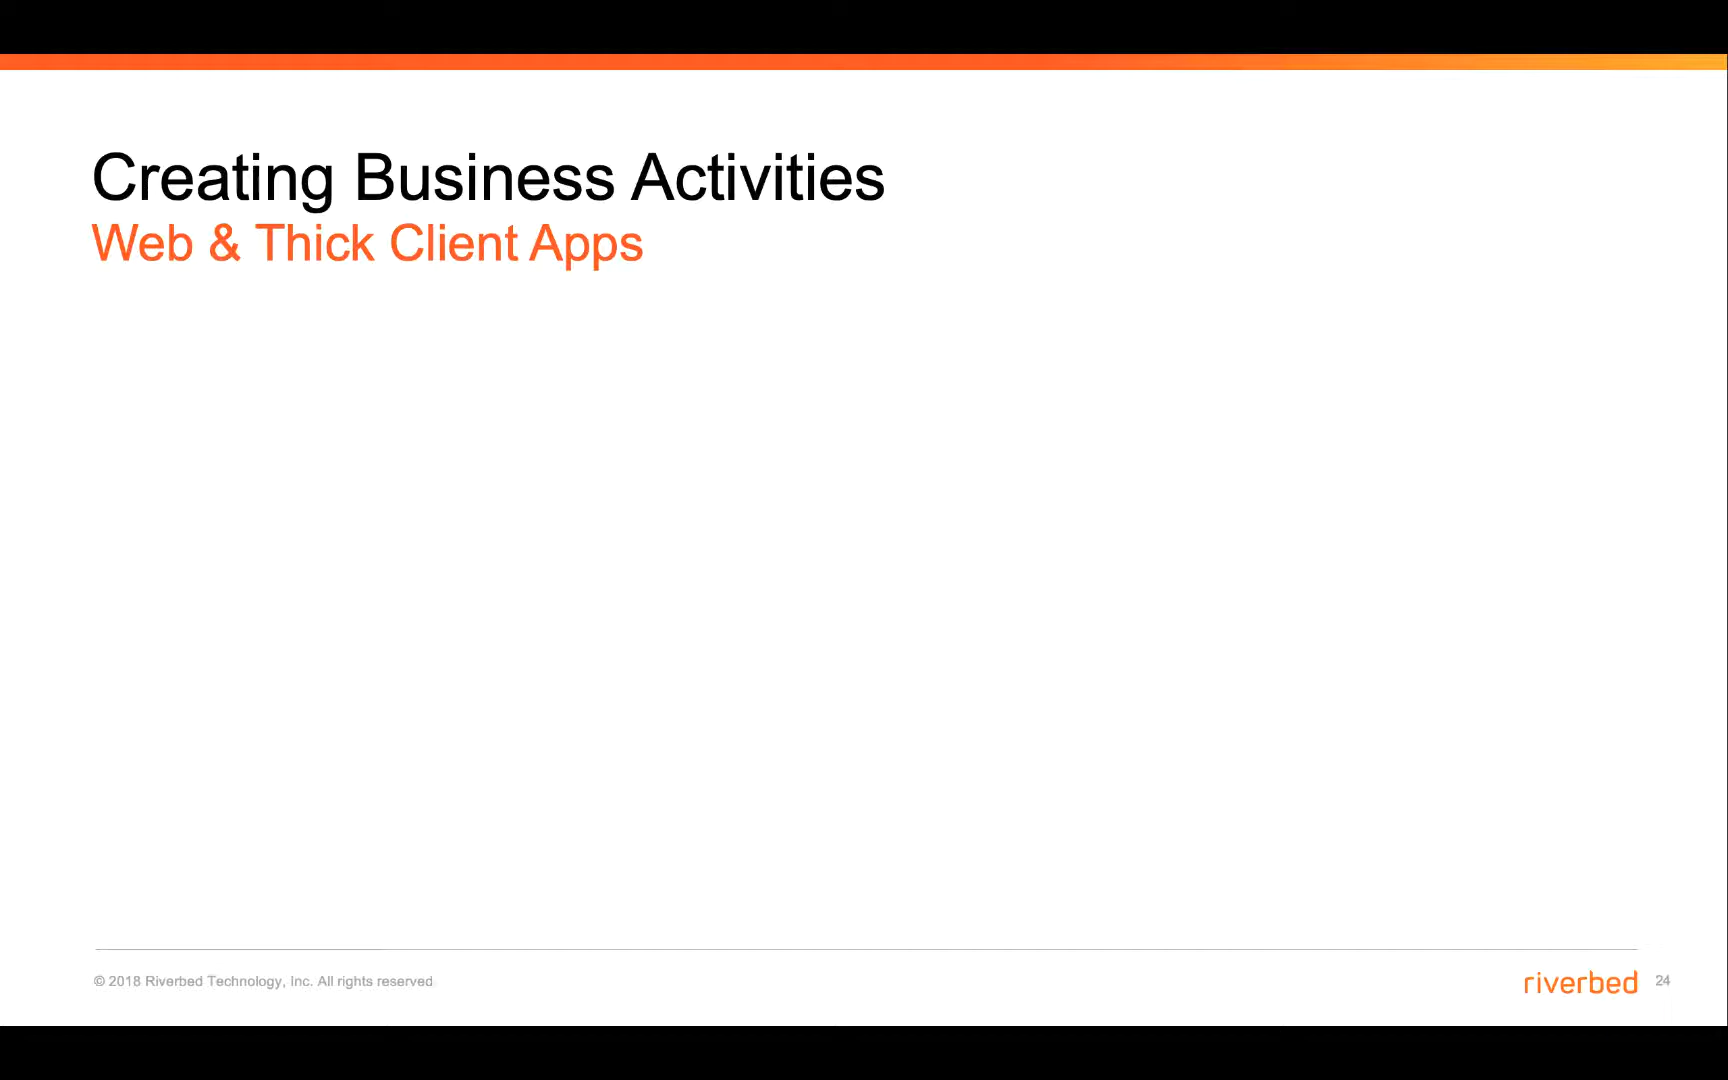 Creating Business Activities
Web & Thick Client Apps
© 2018 Riverbed Technology, Inc. All rights reserved
riverbed 24